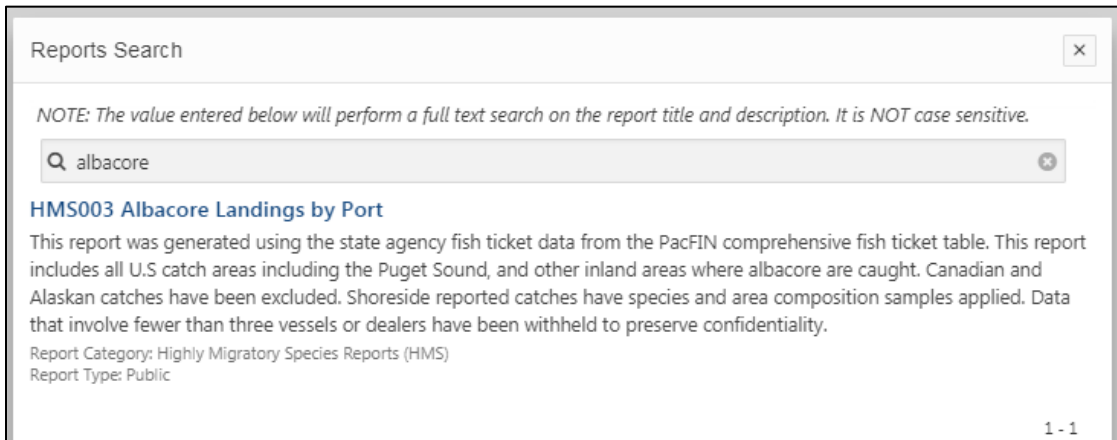 Reports Search
NOTE: The value entered below will perform a full text search on the report title and description. It is NOT case sensitive.
albacore
HMS003 Albacore Landings by Port
This report was generated using the state agency fish ticket data from the PacFIN comprehensive fish ticket table. This report
includes all U.S catch areas including the Puget Sound, and other inland areas where albacore are caught. Canadian and
Alaskan catches have been excluded. Shoreside reported catches have species and area composition samples applied. Data
that involve fewer than three vessels or dealers have been withheld to preserve confidentiality.
Report Category: Highly Migratory Species Reports (HMS)
Report Type: Public
1 - 1